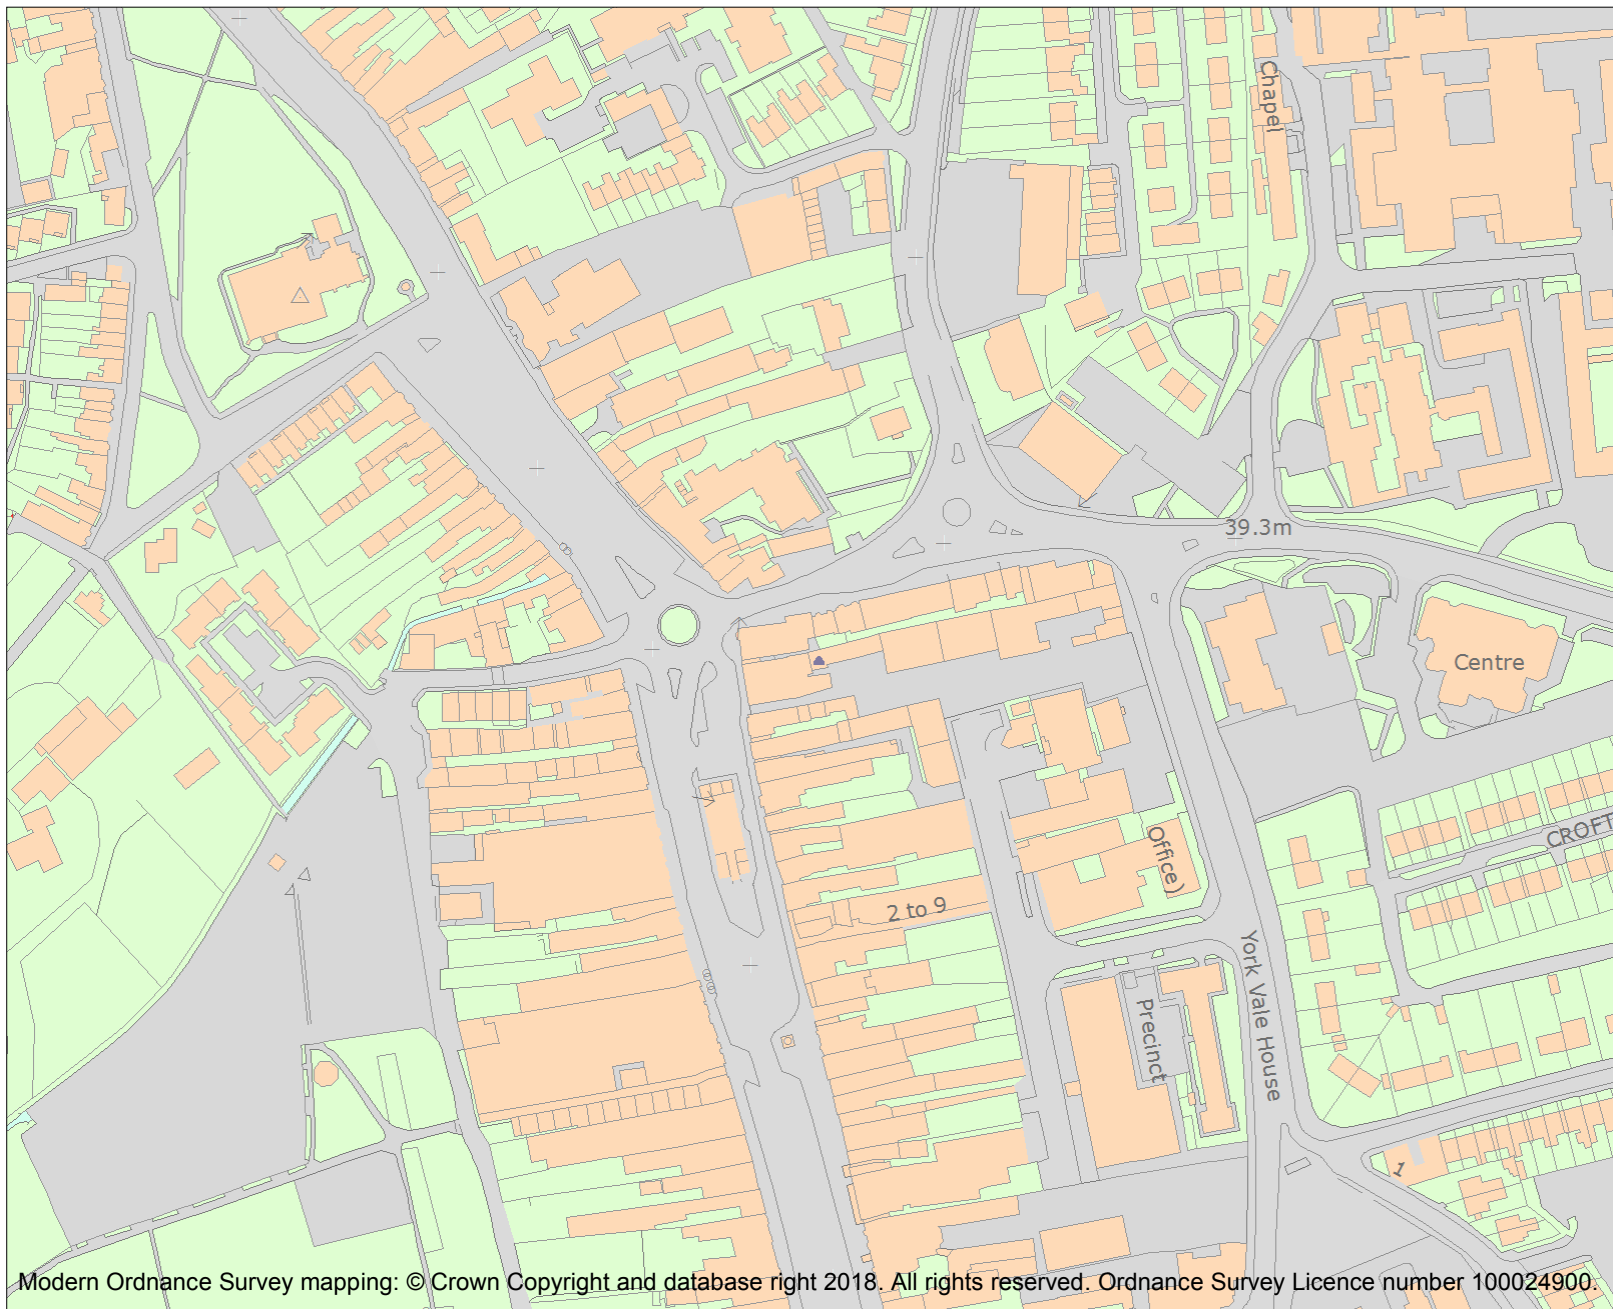 Chapel
39.3m
Centre
CROFT
Office)
2 to 9
York Vale House
Precinct
1
Modern Ordnance Survey mapping: © Crown Copyright and database right 2018. All rights reserved. Ordnance Survey Licence number 100024900.